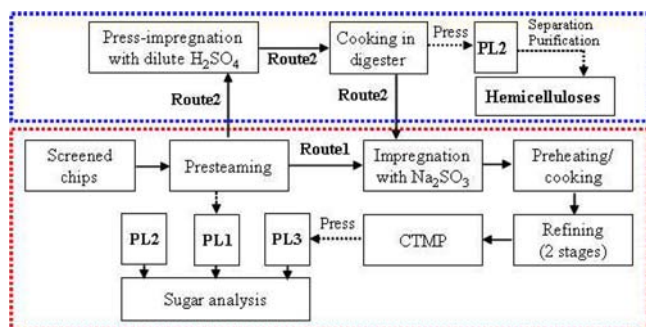 Press-impregnation
with dilute H₂SO₄
Route2
Cooking in
digester
Press
PL2
Separation
Purification
Hemicelluloses
Route2
Route2
Screened
chips
Presteaming
Route1
Impregnation
with Na₂SO₃
Preheating/
cooking
PL2
PL1
PL3
Press
CTMP
Refining
(2 stages)
Sugar analysis